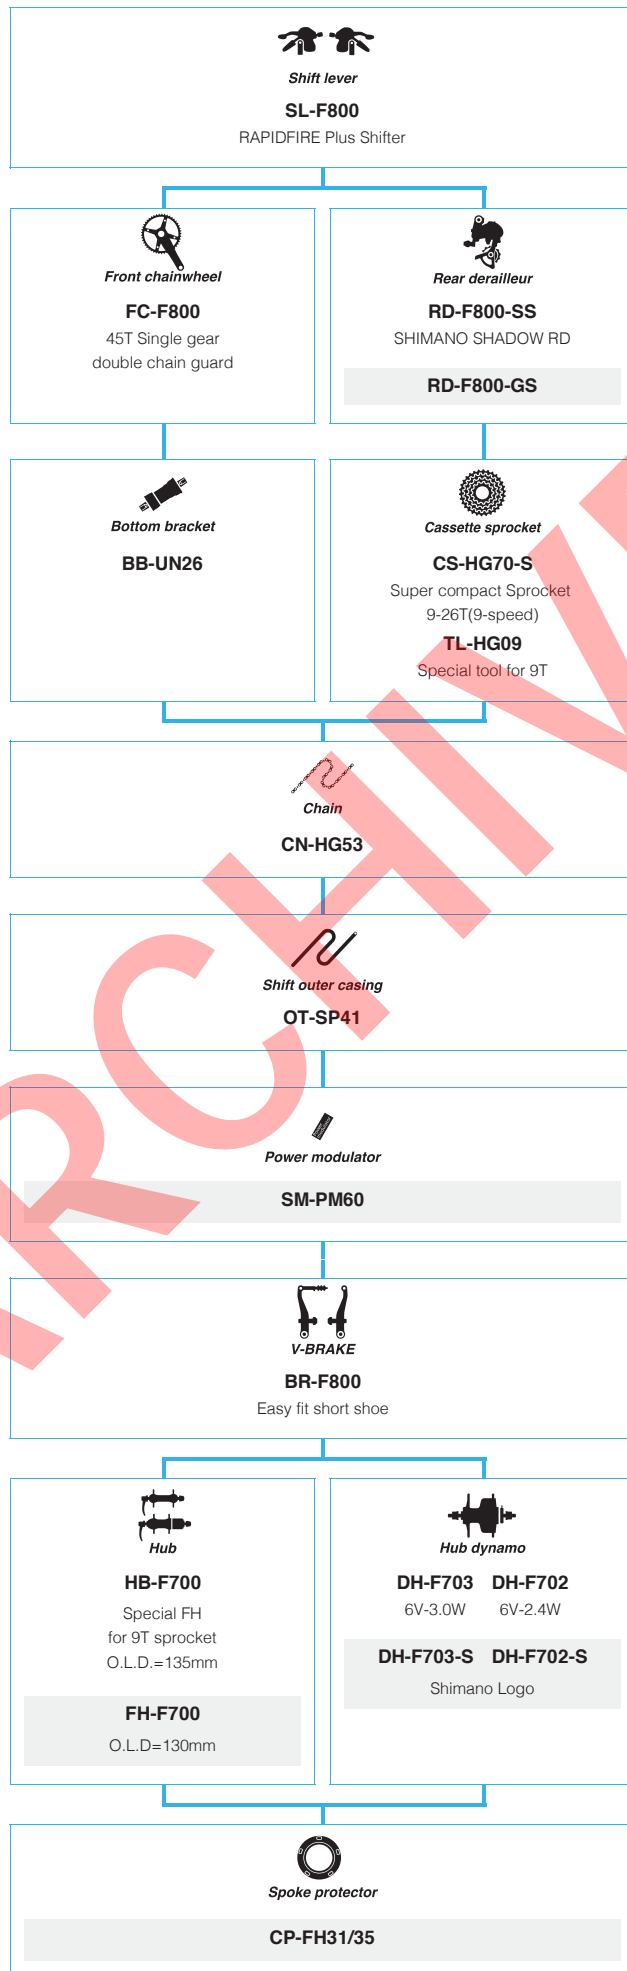 Shift lever
SL-F800
RAPIDFIRE Plus Shifter
Front chainwheel
FC-F800
45T Single gear
double chain guard
Rear derailleur
RD-F800-SS
SHIMANO SHADOW RD
RD-F800-GS
Bottom bracket
BB-UN26
Cassette sprocket
CS-HG70-S
Super compact Sprocket
9-26T(9-speed)
TL-HG09
Special tool for 9T
Chain
CN-HG53
Shift outer casing
OT-SP41
Power modulator
SM-PM60
V-BRAKE
BR-F800
Easy fit short shoe
Hub
HB-F700
Special FH
for 9T sprocket
O.L.D.=135mm
FH-F700
O.L.D=130mm
Hub dynamo
DH-F703 DH-F702
6V-3.0W 6V-2.4W
DH-F703-S DH-F702-S
Shimano Logo
Spoke protector
CP-FH31/35